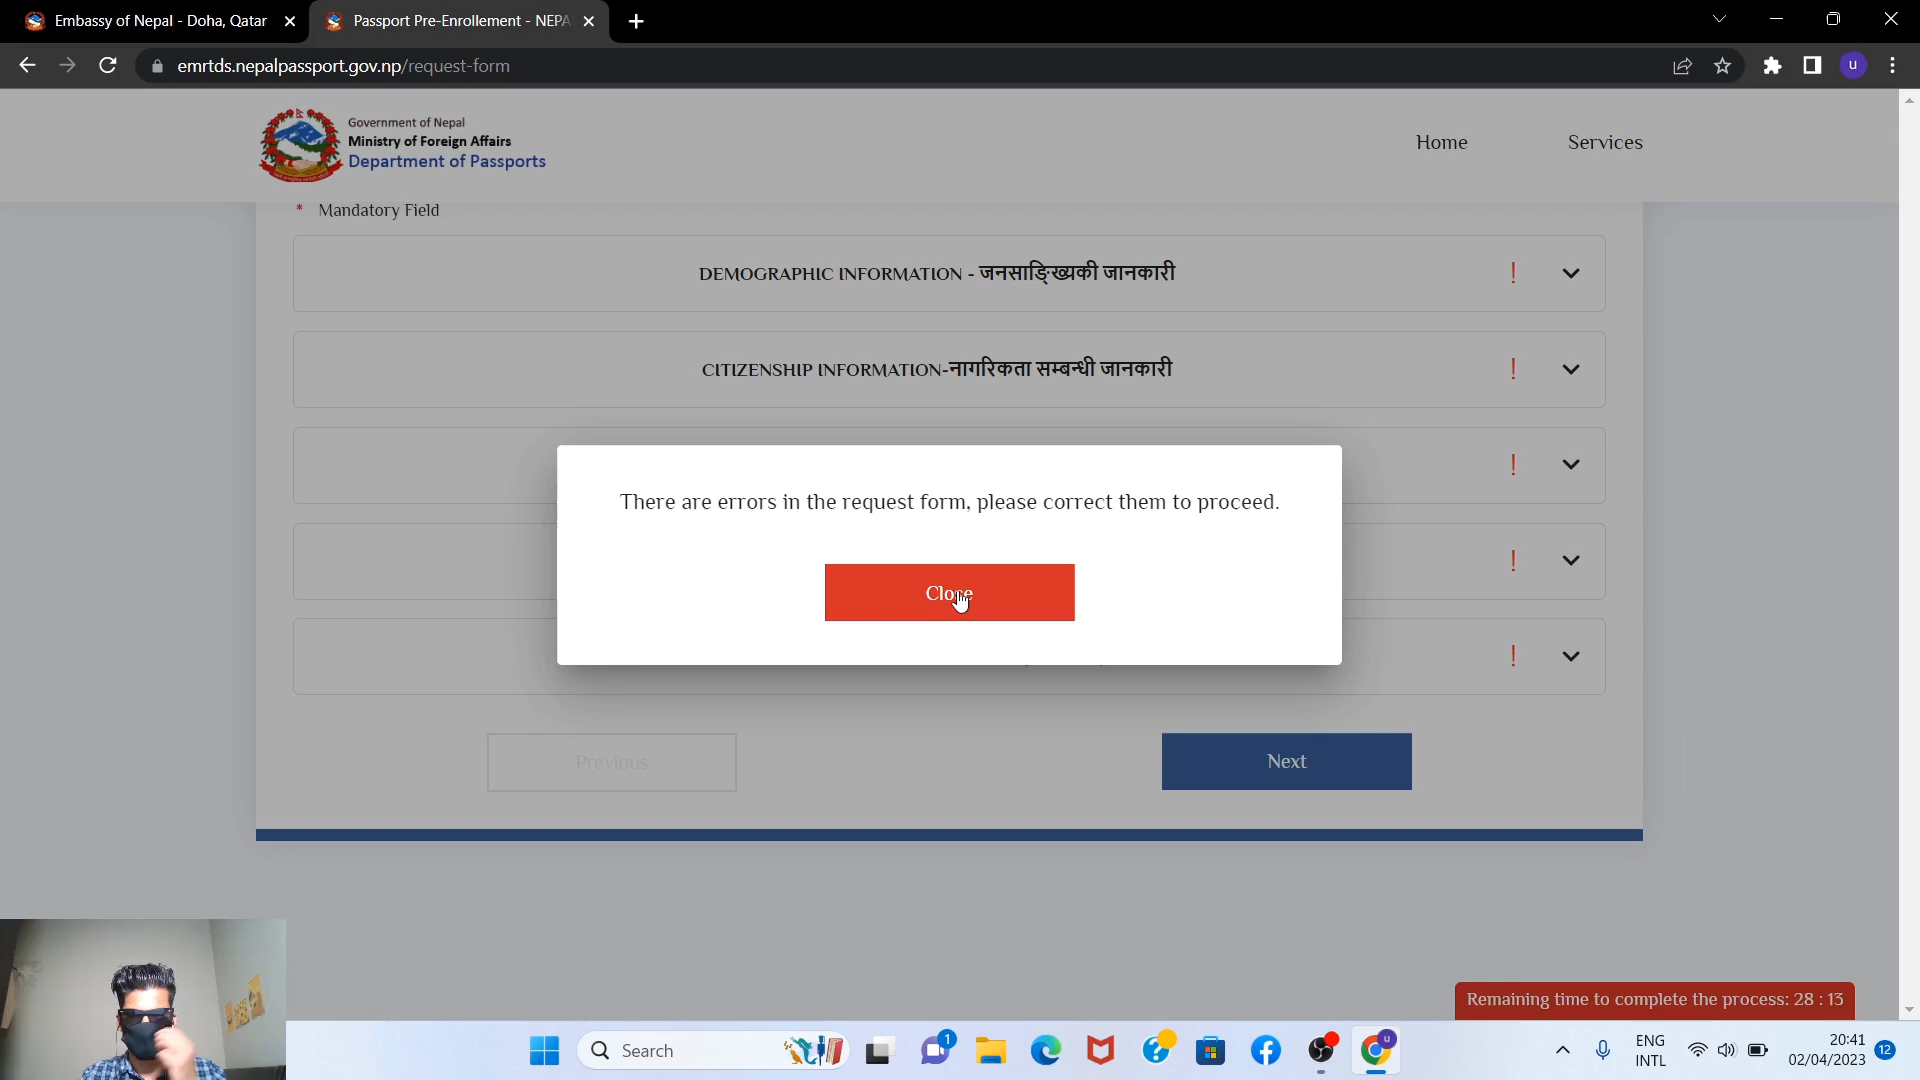 Embassy of Nepal - Doha, Qatar
Passport Pre-Enrollement - NEPA
emrtds.nepalpassport.gov.np/request-form
u
Government of Nepal
Ministry of Foreign Affairs
Department of Passports
Home
Services
* Mandatory Field
DEMOGRAPHIC INFORMATION - जनसाङ्ख्यिकी जानकारी
CITIZENSHIP INFORMATION-नागरिकता सम्बन्धी जानकारी
There are errors in the request form, please correct them to proceed.
Close
Previous
Next
Remaining time to complete the process: 28 : 13
Search
1
u
ENG
INTL
20:41
02/04/2023
12